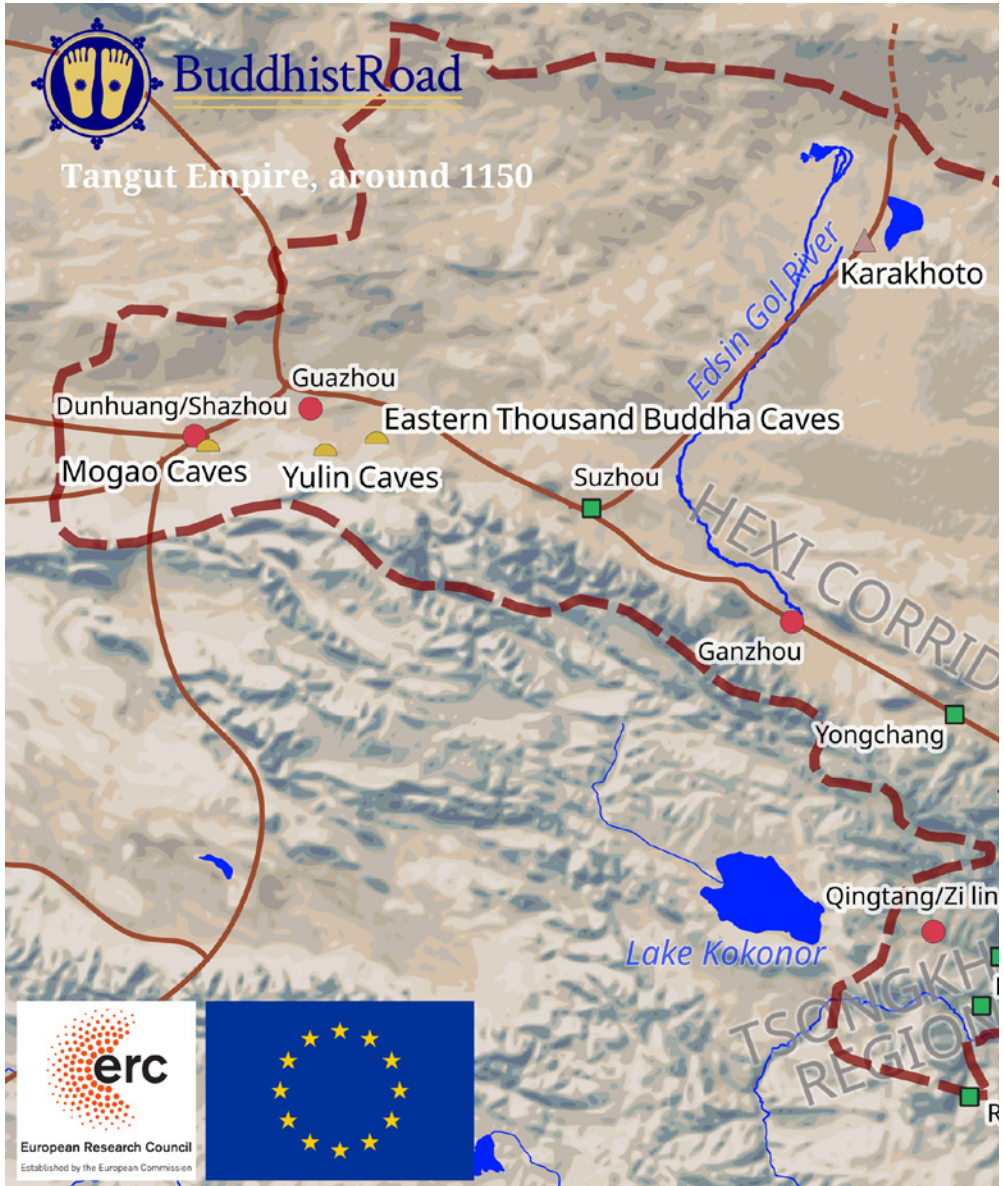 BuddhistRoad
Tangut Empire, around 1150
Edsin Gol River
Karakhoto
Guazhou
Dunhuang/Shazhou
Eastern Thousand Buddha Caves
Mogao Caves
Yulin Caves
Suzhou
HEXI CORRID
Ganzhou
Yongchang
Qingtang/Zi lin
Lake Kokonor
TSONGKH
REGION
R
erc
European Research Council
Established by the European Commission